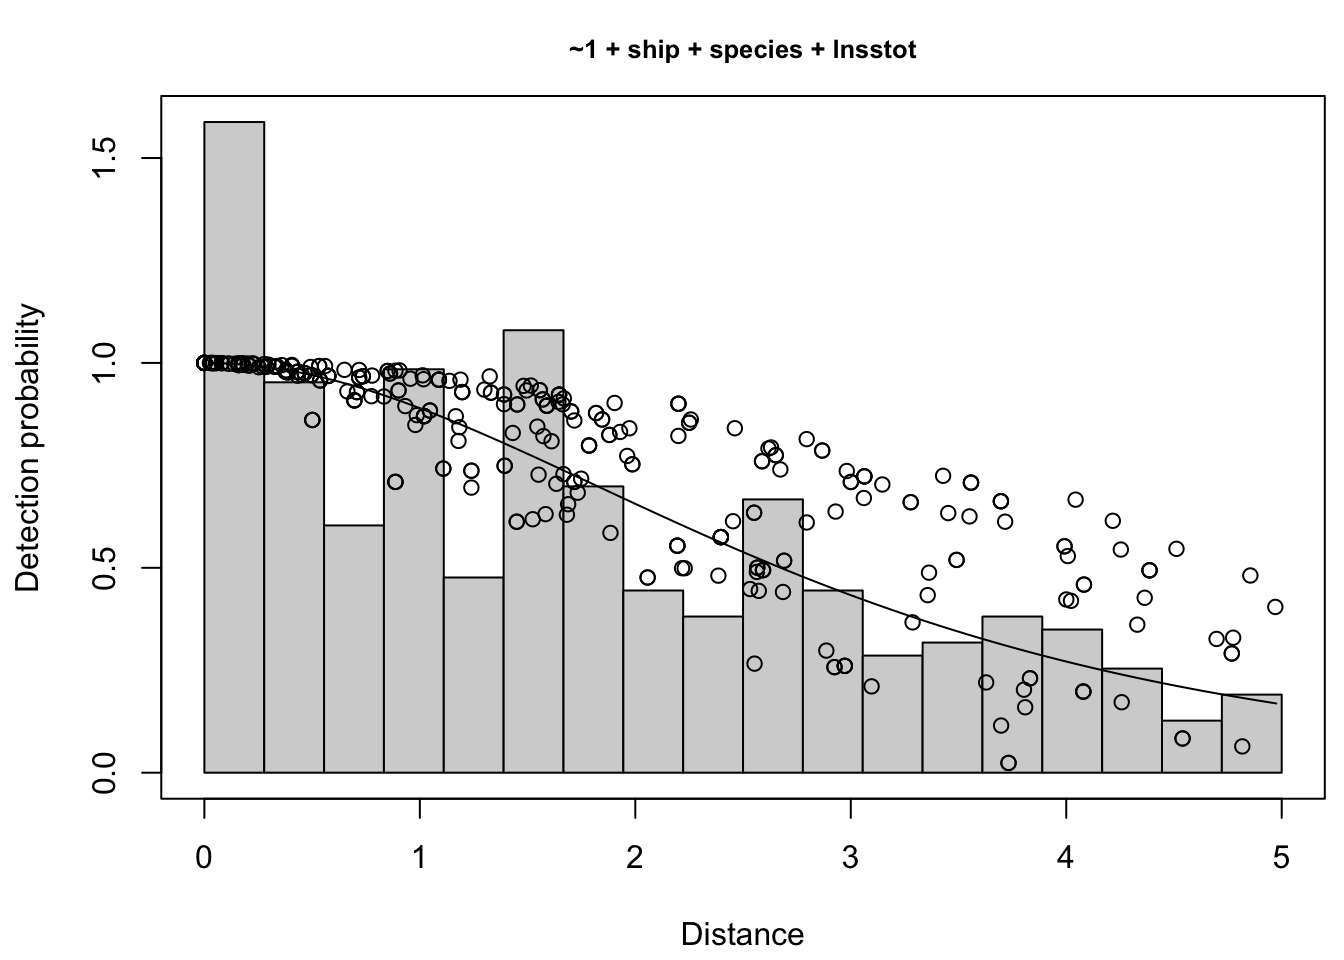 ~1 + ship + species + lnsstot
Detection probability
1.5
1.0
0.5
0.0
0 1 2 3 4 5
Distance